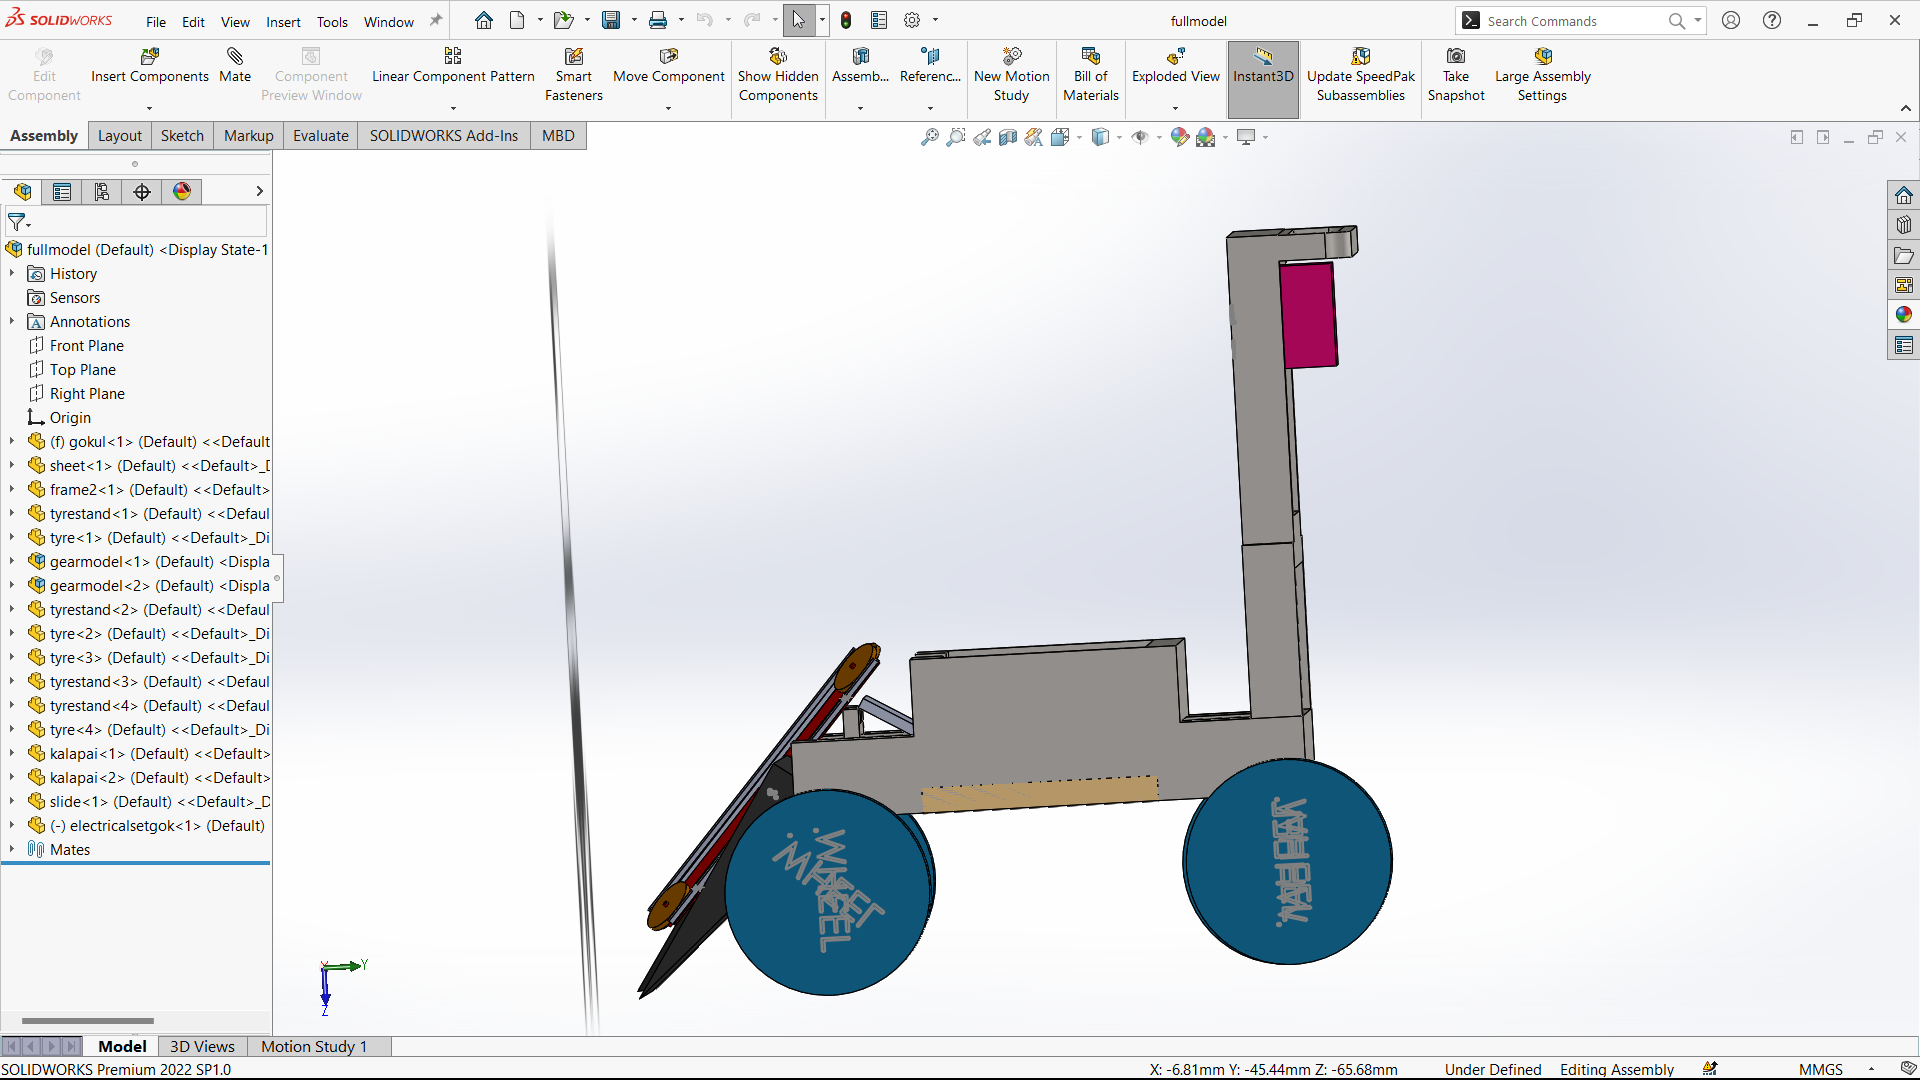 SOLIDWORKS
File Edit View Insert Tools Window
fullmodel
Search Commands
Edit Component
Insert Components
Mate
Component Preview Window
Linear Component Pattern
Smart Fasteners
Move Component
Show Hidden Components
Assemb...
Referenc...
New Motion Study
Bill of Materials
Exploded View
Instant3D
Update SpeedPak Subassemblies
Take Snapshot
Large Assembly Settings
Assembly Layout Sketch Markup Evaluate SOLIDWORKS Add-Ins MBD
fullmodel (Default) <Display State-1
History
Sensors
Annotations
Front Plane
Top Plane
Right Plane
Origin
(f) gokul<1> (Default) <<Default
sheet<1> (Default) <<Default>_D
frame2<1> (Default) <<Default>
tyrestand<1> (Default) <<Defaul
tyre<1> (Default) <<Default>_Di
gearmodel<1> (Default) <Displa
gearmodel<2> (Default) <Displa
tyrestand<2> (Default) <<Defaul
tyre<2> (Default) <<Default>_Di
tyre<3> (Default) <<Default>_Di
tyrestand<3> (Default) <<Defaul
tyrestand<4> (Default) <<Defaul
tyre<4> (Default) <<Default>_Di
kalapai<1> (Default) <<Default>
kalapai<2> (Default) <<Default>
slide<1> (Default) <<Default>_D
(-) electricalsetgok<1> (Default)
Mates
Y
Z
Model 3D Views Motion Study 1
SOLIDWORKS Premium 2022 SP1.0
X: -6.81mm Y: -45.44mm Z: -65.68mm
Under Defined
Editing Assembly
MMGS